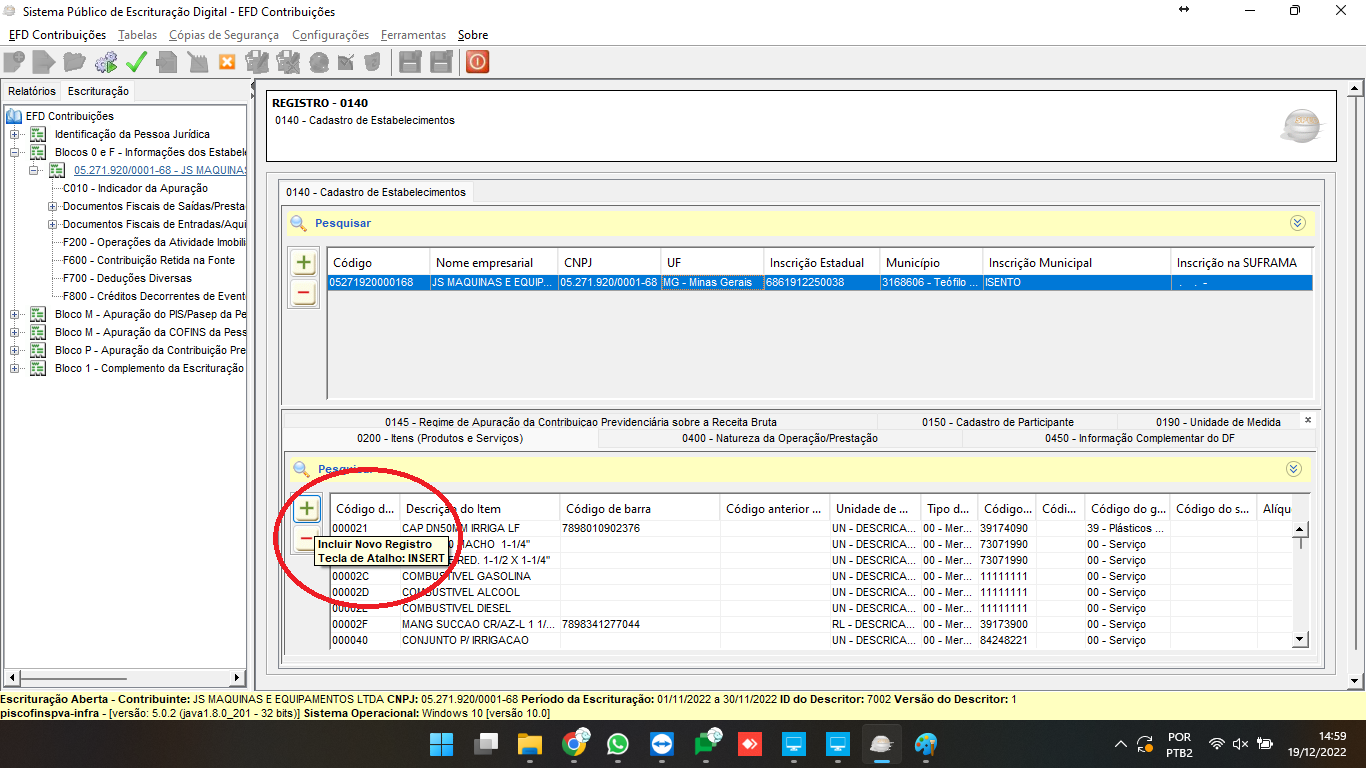 Sistema Público de Escrituração Digital - EFD Contribuições
EFD Contribuições Tabelas Cópias de Segurança Configurações Ferramentas Sobre
Relatórios Escrituração
EFD Contribuições
Identificação da Pessoa Jurídica
Blocos 0 e F - Informações dos Estabel
05.271.920/0001-68 - JS MAQUINAS
C010 - Indicador da Apuração
Documentos Fiscais de Saídas/Presta
Documentos Fiscais de Entradas/Aqui
F200 - Operações da Atividade Imobili
F600 - Contribuição Retida na Fonte
F700 - Deduções Diversas
F800 - Créditos Decorrentes de Event
Bloco M - Apuração do PIS/Pasep da Pe
Bloco M - Apuração da COFINS da Pess
Bloco P - Apuração da Contribuição Pre
Bloco 1 - Complemento da Escrituração
REGISTRO - 0140
0140 - Cadastro de Estabelecimentos
0140 - Cadastro de Estabelecimentos
Pesquisar
Código Nome empresarial CNPJ UF Inscrição Estadual Município Inscrição Municipal Inscrição na SUFRAMA
05271920000168 JS MAQUINAS E EQUIP... 05.271.920/0001-68 MG - Minas Gerais 6861912250038 3168606 - Teófilo ... ISENTO . . -
0145 - Regime de Apuração da Contribuiçao Previdenciária sobre a Receita Bruta 0150 - Cadastro de Participante 0190 - Unidade de Medida
0200 - Itens (Produtos e Serviços) 0400 - Natureza da Operação/Prestação 0450 - Informação Complementar do DF
Pesquisar
Código d... Descrição do Item Código de barra Código anterior ... Unidade de ... Tipo d... Código... Códi... Código do g... Código do s... Alíqu
000021 CAP DN50MM IRRIGA LF 7898010902376 UN - DESCRICA... 00 - Mer... 39174090 39 - Plásticos ...
MACHO 1-1/4" UN - DESCRICA... 00 - Mer... 73071990 00 - Serviço
RED. 1-1/2 X 1-1/4" UN - DESCRICA... 00 - Mer... 73071990 00 - Serviço
00002C COMBUSTIVEL GASOLINA UN - DESCRICA... 00 - Mer... 11111111 00 - Serviço
00002D COMBUSTIVEL ALCOOL UN - DESCRICA... 00 - Mer... 11111111 00 - Serviço
00002E COMBUSTIVEL DIESEL UN - DESCRICA... 00 - Mer... 11111111 00 - Serviço
00002F MANG SUCCAO CR/AZ-L 1 1/... 7898341277044 RL - DESCRICA... 00 - Mer... 39173900 00 - Serviço
000040 CONJUNTO P/ IRRIGACAO UN - DESCRICA... 00 - Mer... 84248221 00 - Serviço
Incluir Novo Registro
Tecla de Atalho: INSERT
Escrituração Aberta - Contribuinte: JS MAQUINAS E EQUIPAMENTOS LTDA CNPJ: 05.271.920/0001-68 Período da Escrituração: 01/11/2022 a 30/11/2022 ID do Descritor: 7002 Versão do Descritor: 1
piscofinspva-infra - [versão: 5.0.2 (java1.8.0_201 - 32 bits)] Sistema Operacional: Windows 10 [versão 10.0]
POR
PTB2
14:59
19/12/2022